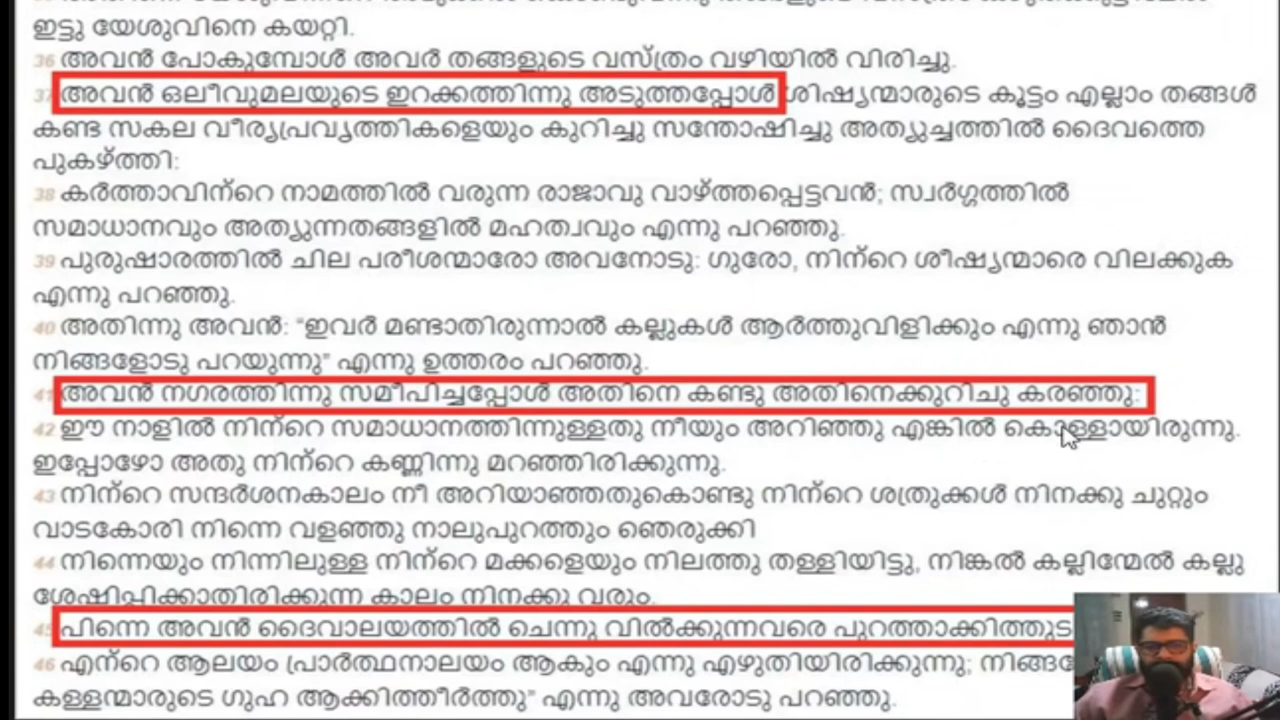 ഇട്ടു യേശുവിനെ കയറ്റി.
36 അവൻ പോകുമ്പോൾ അവർ തങ്ങളുടെ വസ്ത്രം വഴിയിൽ വിരിച്ചു.
37 അവൻ ഒലീവുമലയുടെ ഇറക്കത്തിന്നു അടുത്തപ്പോൾ ശിഷ്യന്മാരുടെ കൂട്ടം എല്ലാം തങ്ങൾ
കണ്ട സകല വീര്യപ്രവൃത്തികളെയും കുറിച്ചു സന്തോഷിച്ചു അത്യുച്ചത്തിൽ ദൈവത്തെ
പുകഴ്ത്തി:
38 കർത്താവിന്റെ നാമത്തിൽ വരുന്ന രാജാവു വാഴ്ത്തപ്പെട്ടവൻ; സ്വർഗ്ഗത്തിൽ
സമാധാനവും അത്യുന്നതങ്ങളിൽ മഹത്വവും എന്നു പറഞ്ഞു.
39 പുരുഷാരത്തിൽ ചില പരീശന്മാരോ അവനോടു: ഗുരോ, നിന്റെ ശീഷ്യന്മാരെ വിലക്കുക
എന്നു പറഞ്ഞു.
40 അതിന്നു അവൻ: “ഇവർ മണ്ടാതിരുന്നാൽ കല്ലുകൾ ആർത്തുവിളിക്കും എന്നു ഞാൻ
നിങ്ങളോടു പറയുന്നു” എന്നു ഉത്തരം പറഞ്ഞു.
41 അവൻ നഗരത്തിന്നു സമീപിച്ചപ്പോൾ അതിനെ കണ്ടു അതിനെക്കുറിചു കരഞ്ഞു:
42 ഈ നാളിൽ നിന്റെ സമാധാനത്തിന്നുള്ളതു നീയും അറിഞ്ഞു എങ്കിൽ കൊള്ളായിരുന്നു.
ഇപ്പോഴോ അതു നിന്റെ കണ്ണിന്നു മറഞ്ഞിരിക്കുന്നു.
43 നിന്റെ സന്ദർശനകാലം നീ അറിയാഞ്ഞതുകൊണ്ടു നിന്റെ ശത്രുക്കൾ നിനക്കു ചുറ്റും
വാടകോരി നിന്നെ വളഞ്ഞു നാലുപുറത്തും ഞെരുക്കി
44 നിന്നെയും നിന്നിലുള്ള നിന്റെ മക്കളെയും നിലത്തു തള്ളിയിട്ടു, നിങ്കൽ കല്ലിന്മേൽ കല്ലു
ശേഷിപ്പിക്കാതിരിക്കുന്ന കാലം നിനക്കു വരും.
45 പിന്നെ അവൻ ദൈവാലയത്തിൽ ചെന്നു വിൽക്കുന്നവരെ
46 എന്റെ ആലയം പ്രാർത്ഥനാലയം ആകും എന്നു എഴുതിയിരിക്കുന്നു;
കള്ളന്മാരുടെ ഗുഹ ആക്കിത്തീർത്തു” എന്നു അവരോടു പറഞ്ഞു.